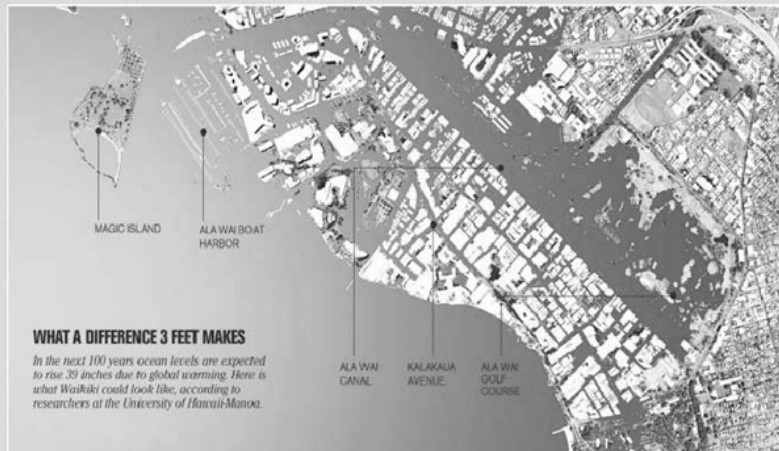 MAGIC ISLAND
ALA WAI BOAT
HARBOR
WHAT A DIFFERENCE 3 FEET MAKES
In the next 100 years ocean levels are expected
to rise 39 inches due to global warming. Here is
what Waikiki could look like, according to
researchers at the University of Hawaii-Manoa.
ALA WAI
CANAL
KALAKAUA
AVENUE
ALA WAI
GOLF
COURSE